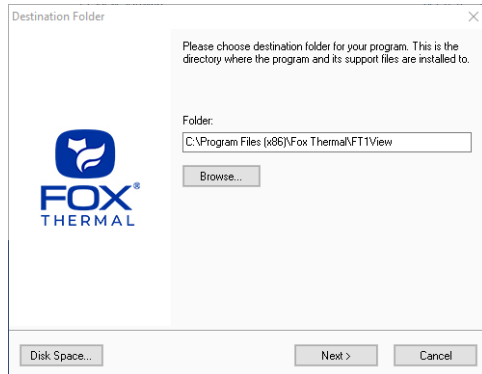 Destination Folder
Please choose destination folder for your program. This is the
directory where the program and its support files are installed to.
Folder:
C:\Program Files (x86)\Fox Thermal\FT1View
Browse...
FOX®
THERMAL
Disk Space...
Next >
Cancel